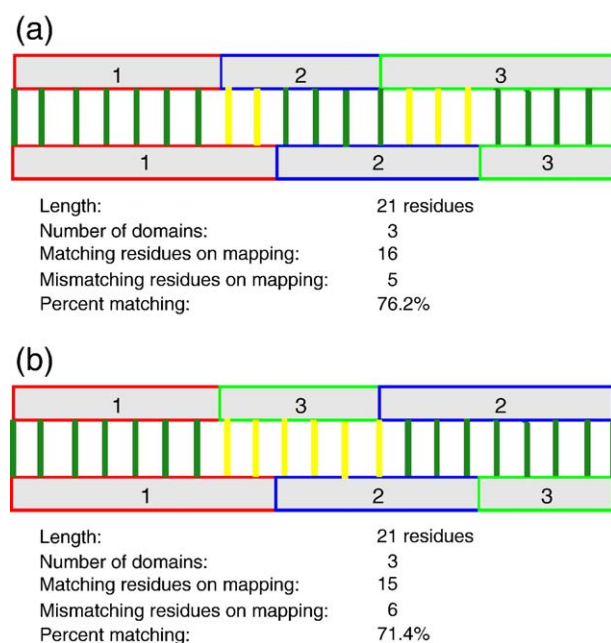 (a)
1 2 3
1 2 3
Length: 21 residues
Number of domains: 3
Matching residues on mapping: 16
Mismatching residues on mapping: 5
Percent matching: 76.2%
(b)
1 3 2
1 2 3
Length: 21 residues
Number of domains: 3
Matching residues on mapping: 15
Mismatching residues on mapping: 6
Percent matching: 71.4%